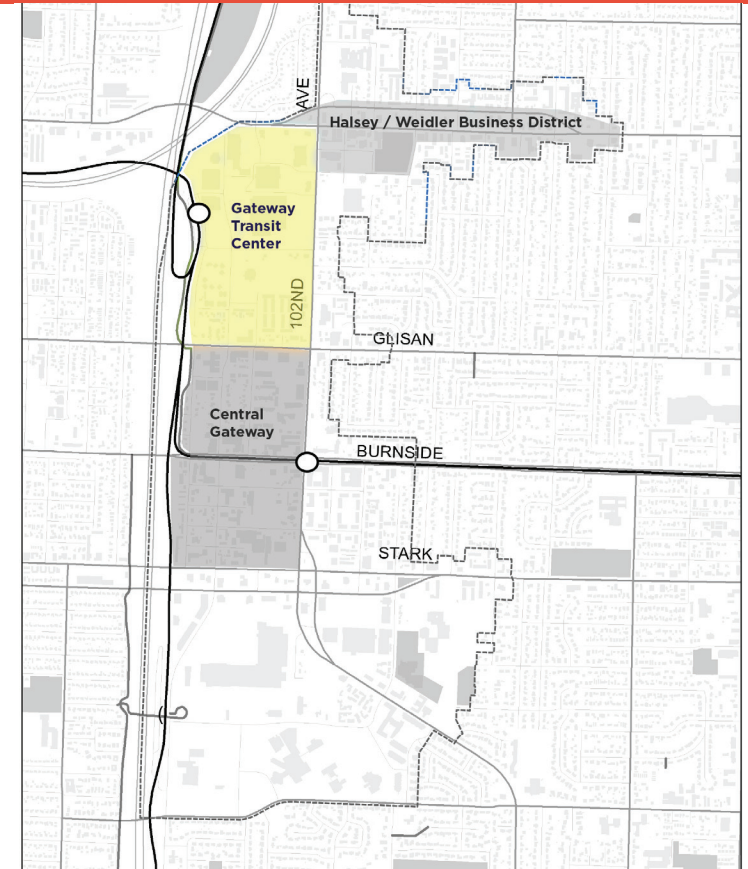 AVE
Halsey / Weidler Business District
Gateway
Transit
Center
102ND
GLISAN
Central
Gateway
BURNSIDE
STARK